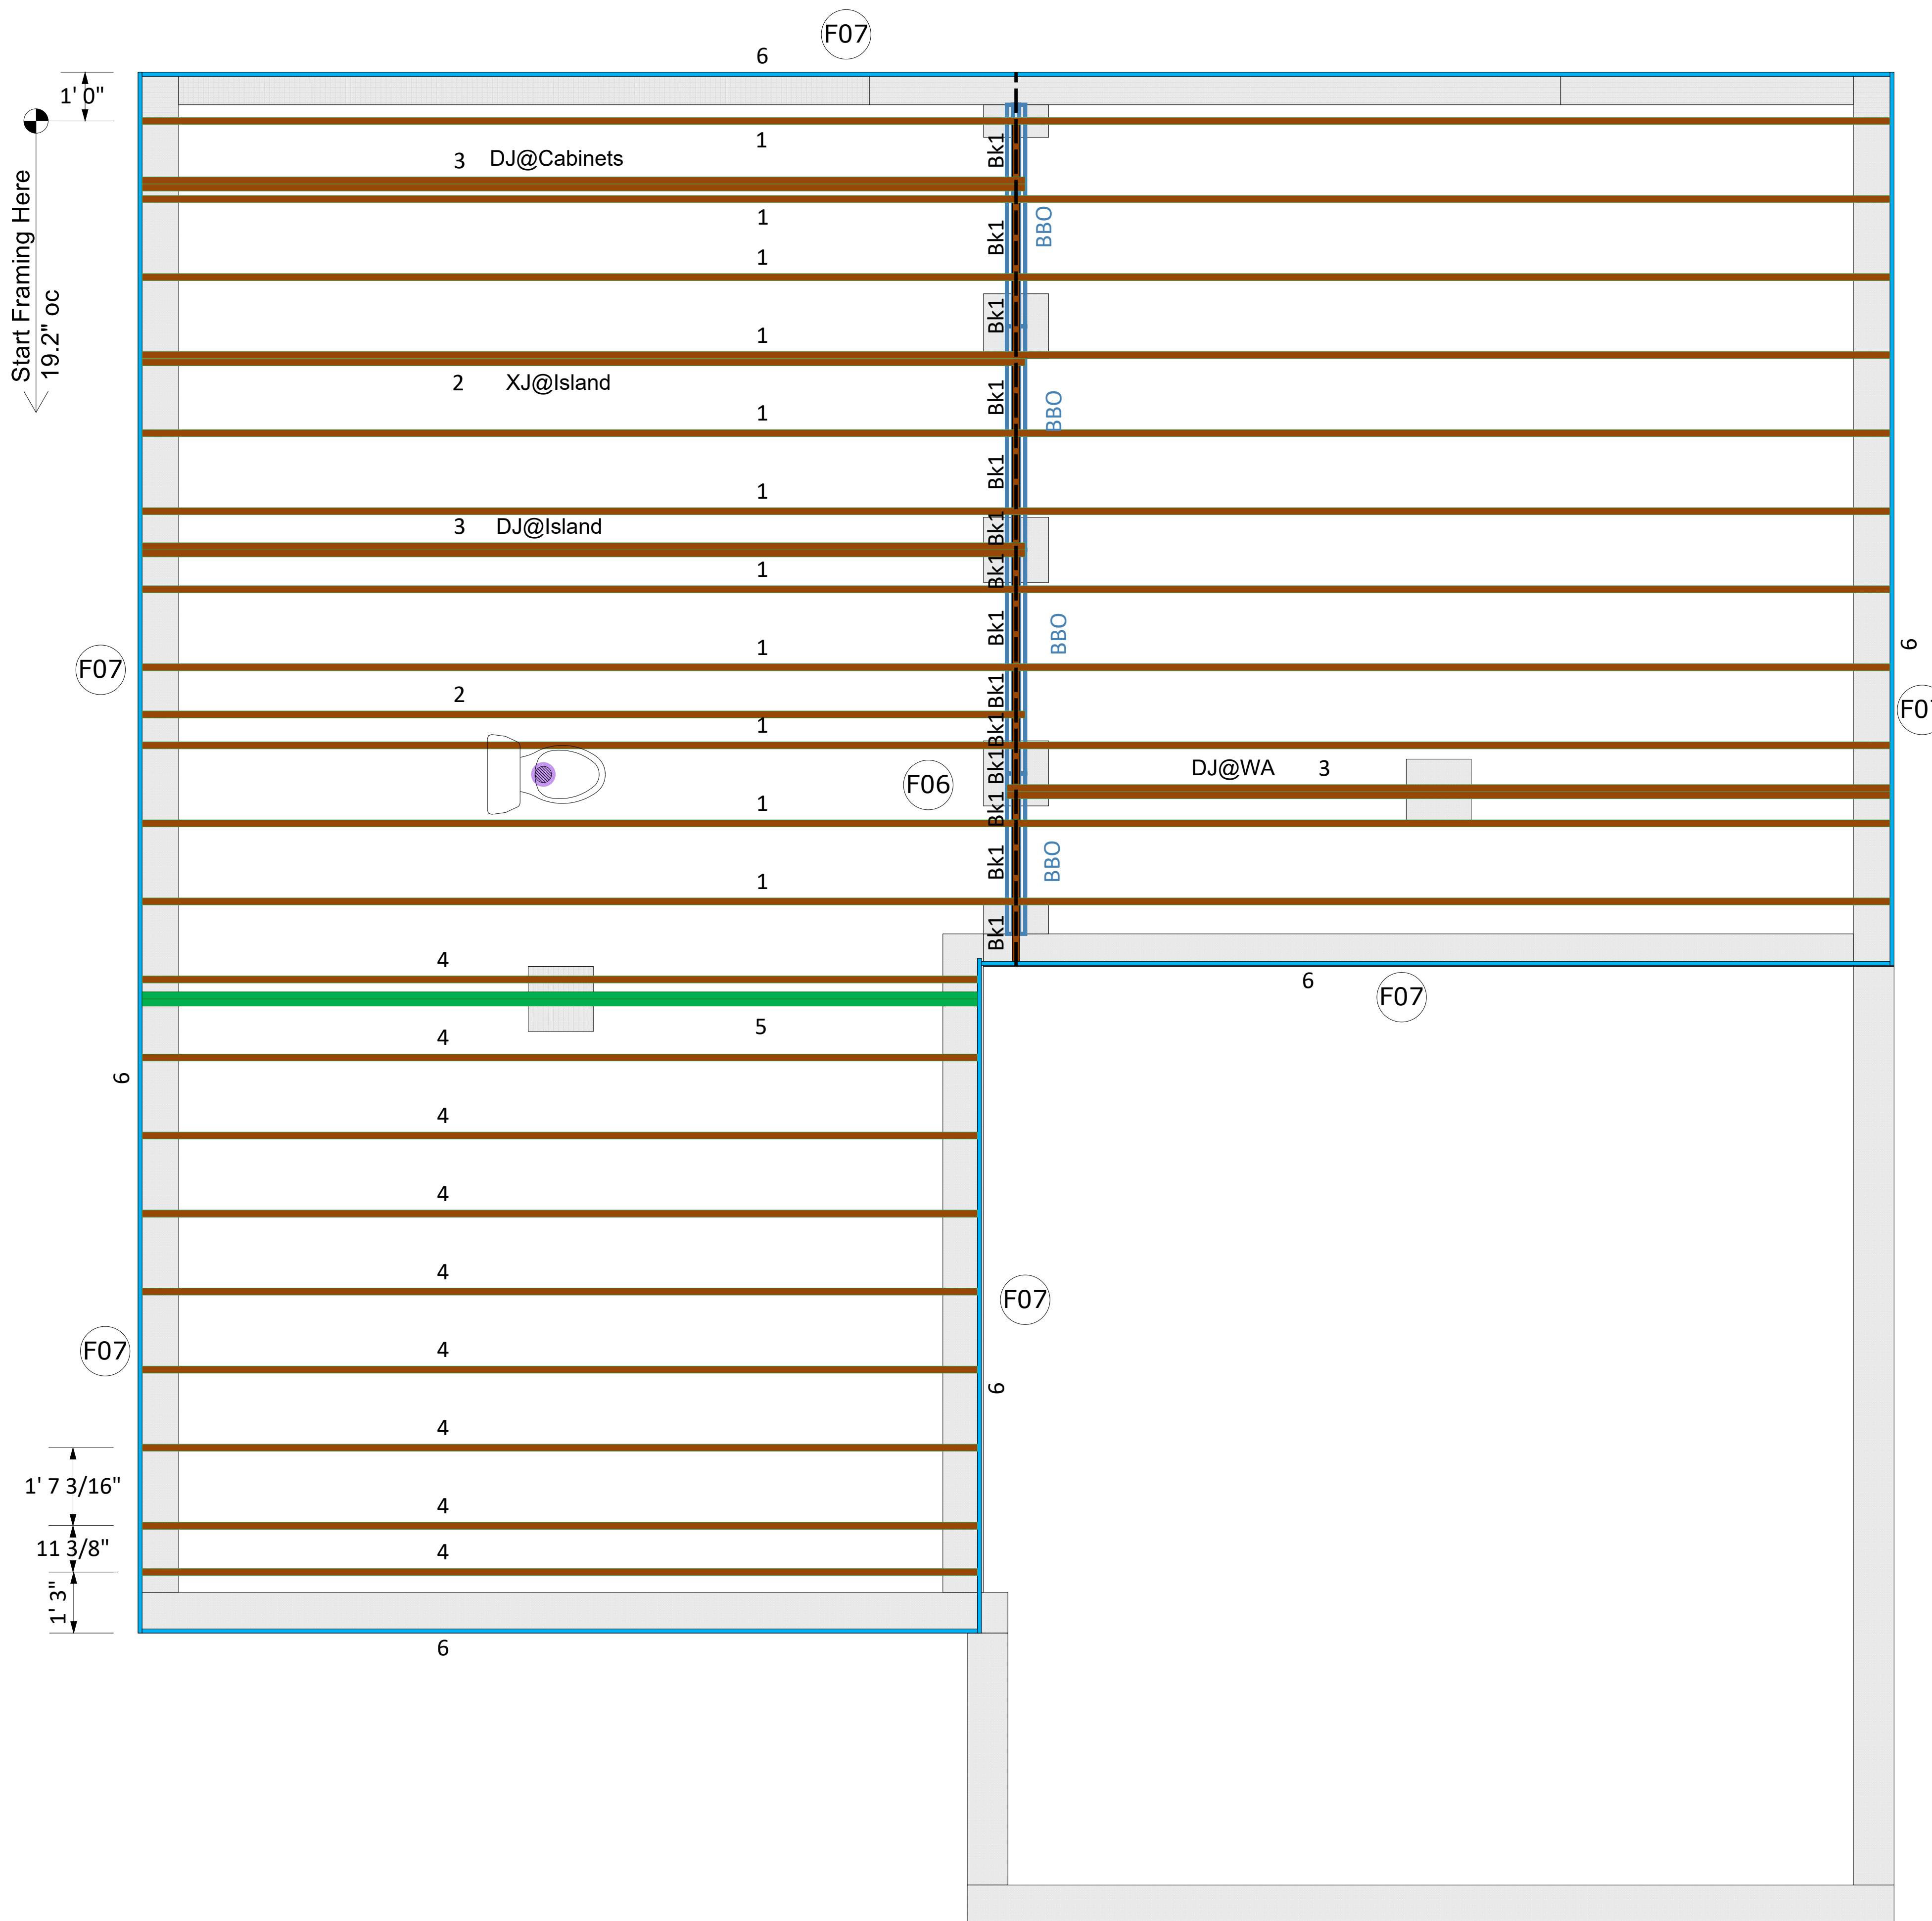 F07
6
1' 0"
1
Bk1
3 DJ@Cabinets
Start Framing Here
19.2" oc
1
Bk1
BBO
1
Bk1
1
2 XJ@Island
Bk1
BBO
1
Bk1
1
3 DJ@Island
Bk1
Bk1
1
Bk1
BBO
6
1
F07
2
Bk1
1
Bk1
Bk1
DJ@WA 3
F06
1
Bk1
Bk1
BBO
1
Bk1
4
6
F07
5
4
6
4
4
4
F07
4
F07
6
4
1' 7 3/16"
4
11 3/8"
4
1' 3"
6